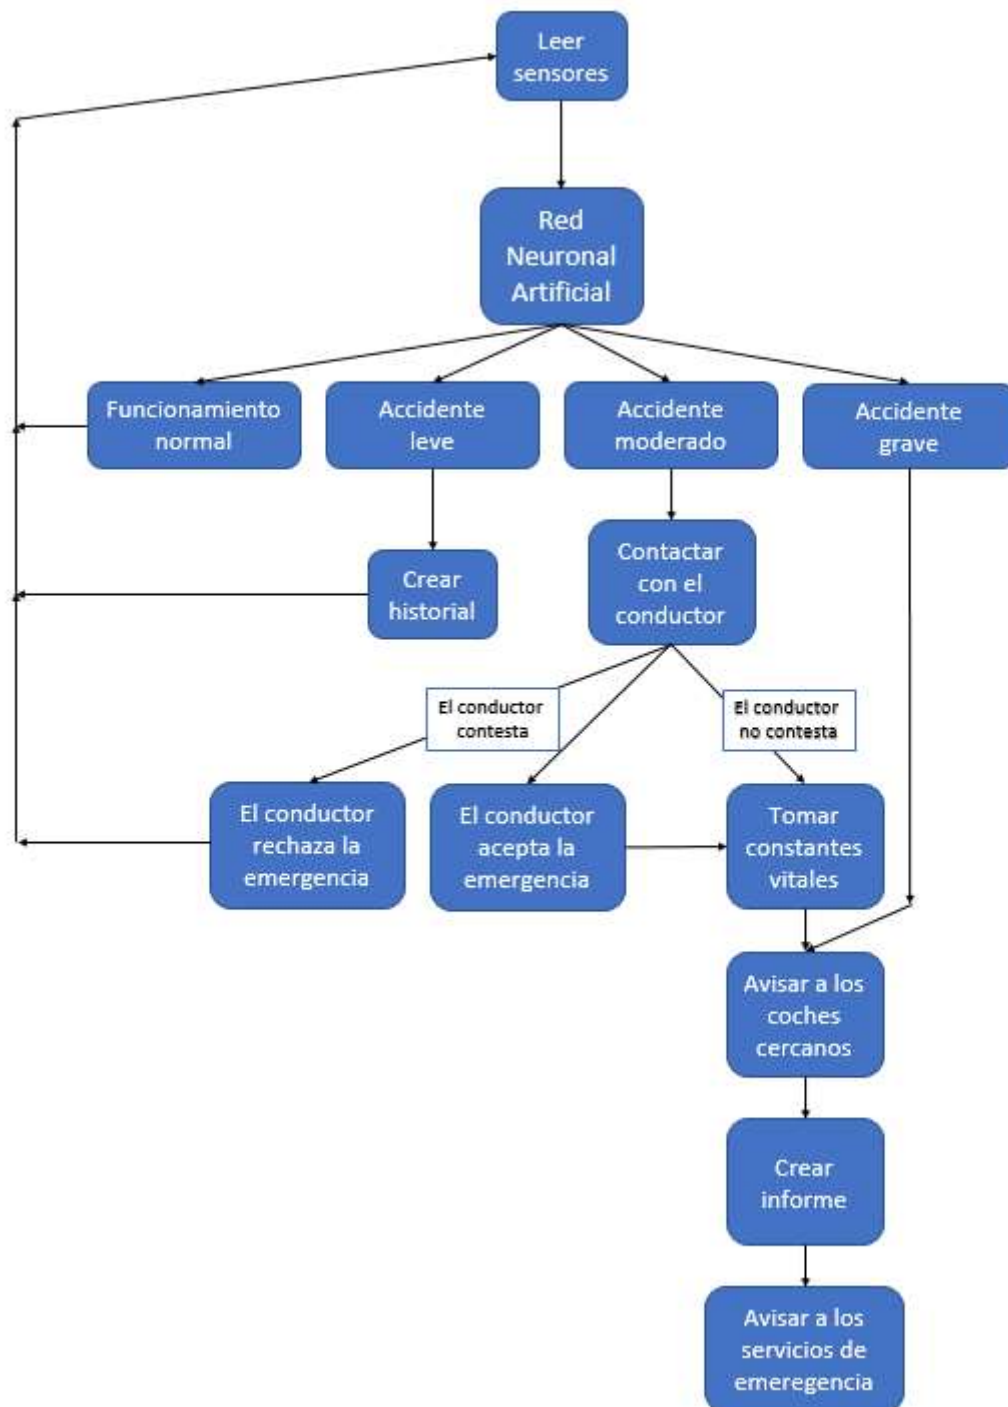 Leer
sensores
Red
Neuronal
Artificial
Funcionamiento
normal
Accidente
leve
Accidente
moderado
Accidente
grave
Crear
historial
Contactar
con el
conductor
El conductor
contesta
El conductor
no contesta
El conductor
rechaza la
emergencia
El conductor
acepta la
emergencia
Tomar
constantes
vitales
Avisar a los
coches
cercanos
Crear
informe
Avisar a los
servicios de
emeregencia